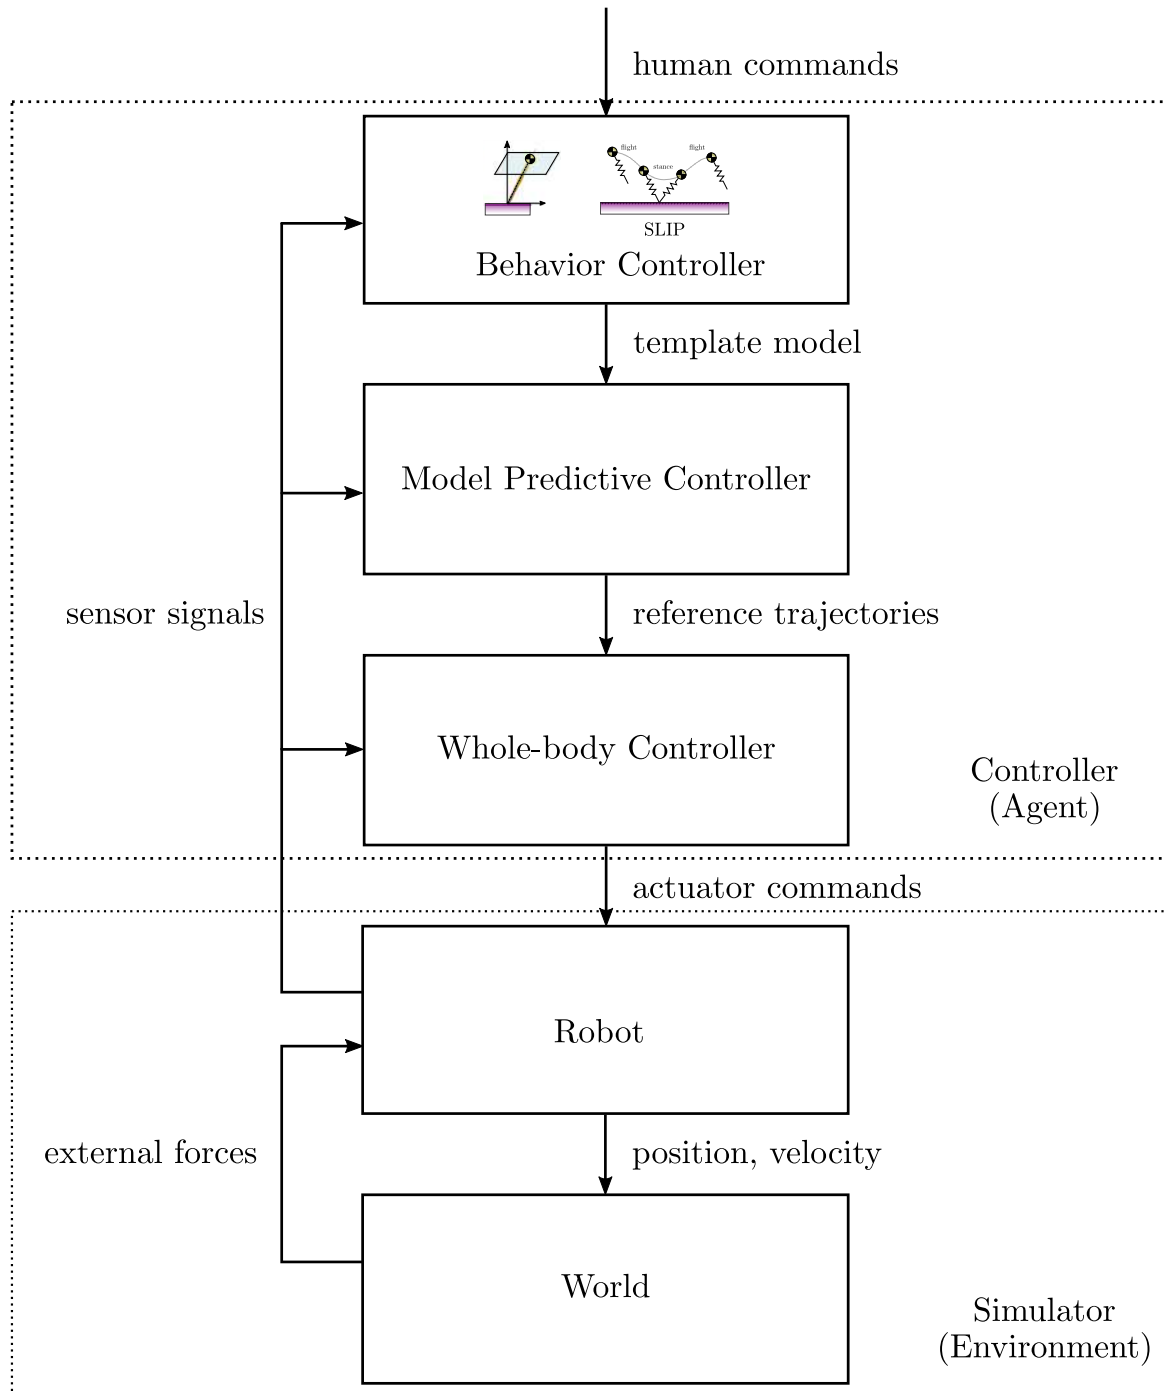 human commands
flight
flight
stance
SLIP
Behavior Controller
template model
Model Predictive Controller
sensor signals
reference trajectories
Whole-body Controller
Controller
(Agent)
actuator commands
Robot
external forces
position, velocity
World
Simulator
(Environment)